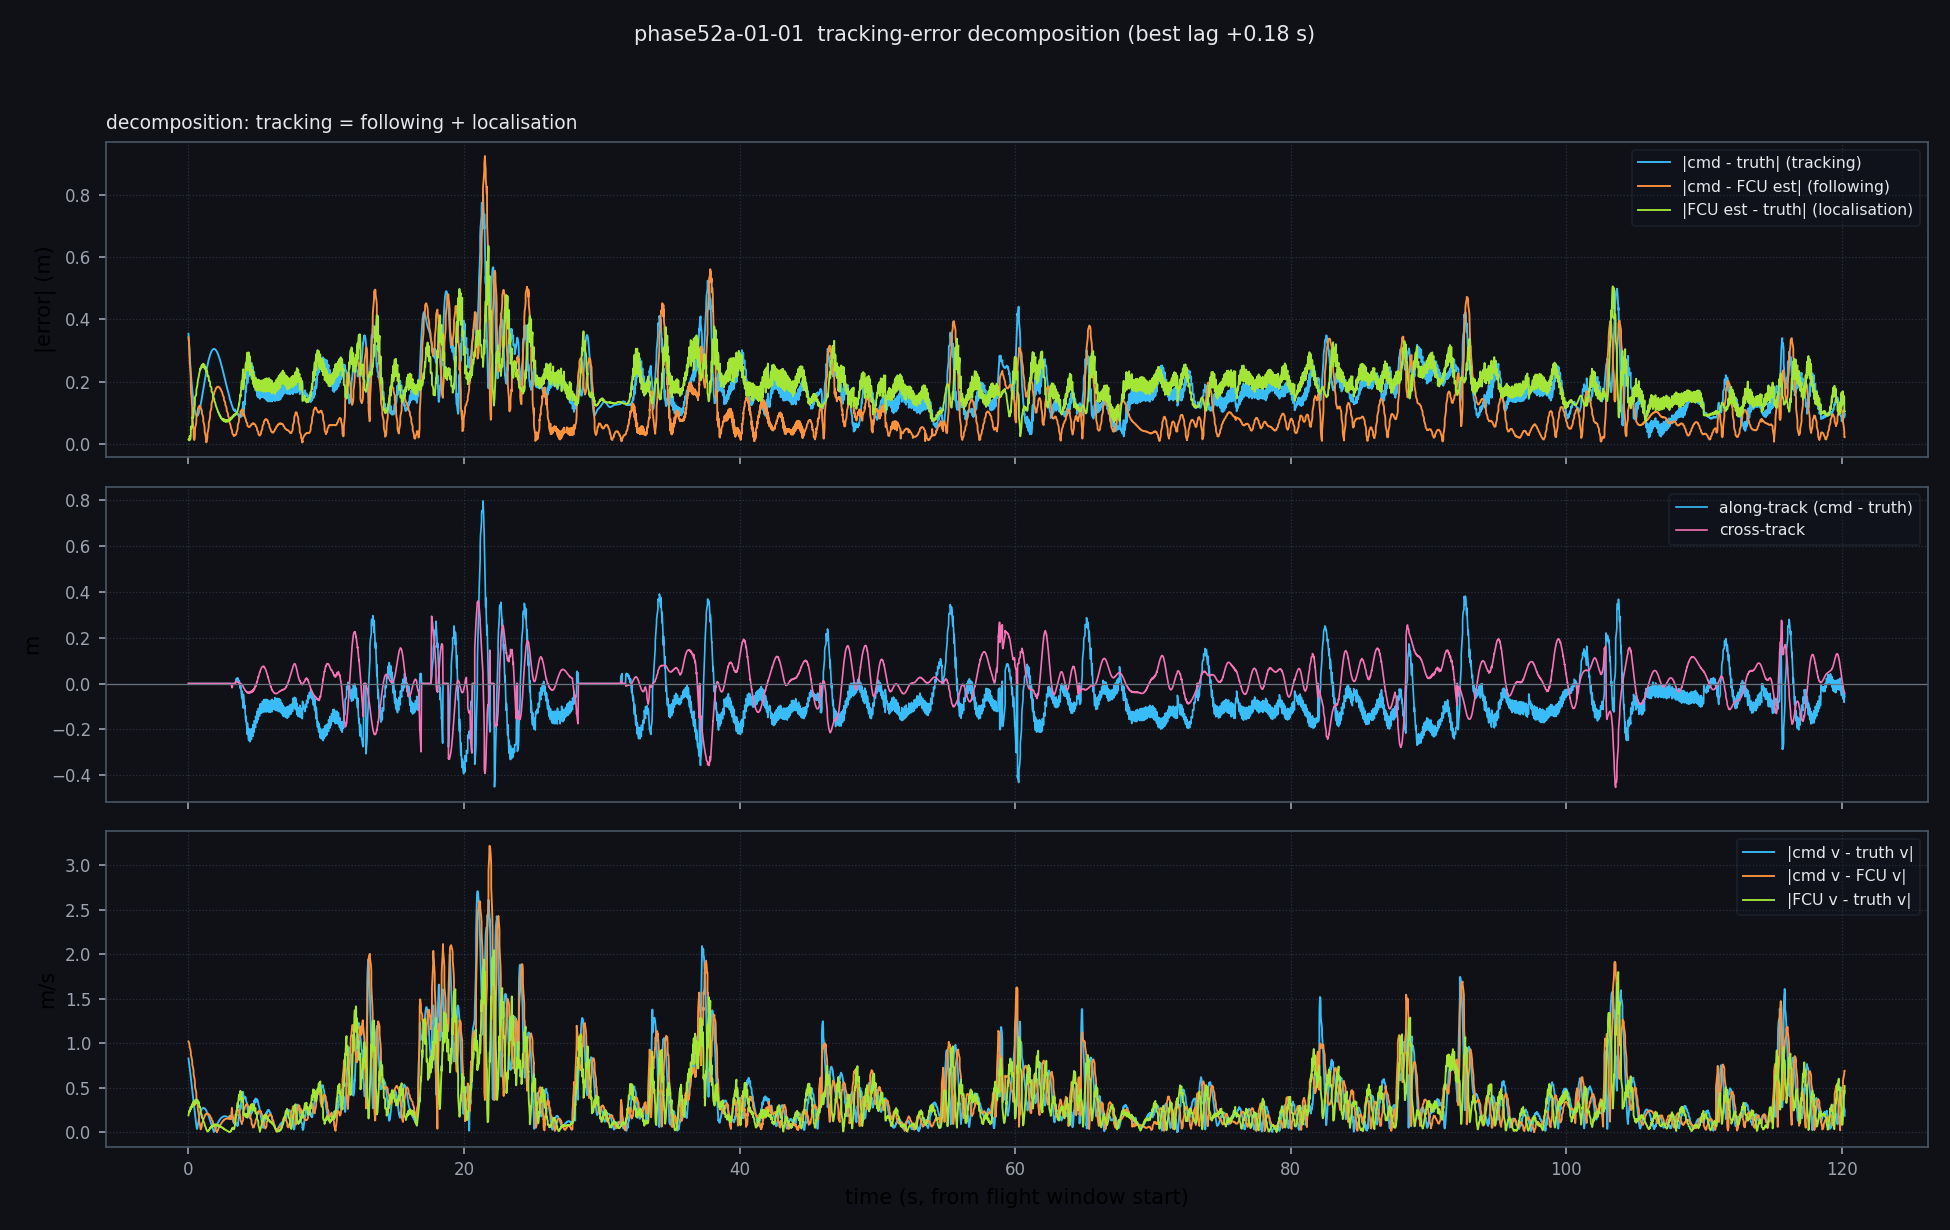 phase52a-01-01  tracking-error decomposition (best lag +0.18 s)
decomposition: tracking = following + localisation
|cmd - truth| (tracking)
|cmd - FCU est| (following)
|FCU est - truth| (localisation)
|error| (m)
0.8
0.6
0.4
0.2
0.0
along-track (cmd - truth)
cross-track
m
0.8
0.6
0.4
0.2
0.0
−0.2
−0.4
|cmd v - truth v|
|cmd v - FCU v|
|FCU v - truth v|
m/s
3.0
2.5
2.0
1.5
1.0
0.5
0.0
0 20 40 60 80 100 120
time (s, from flight window start)